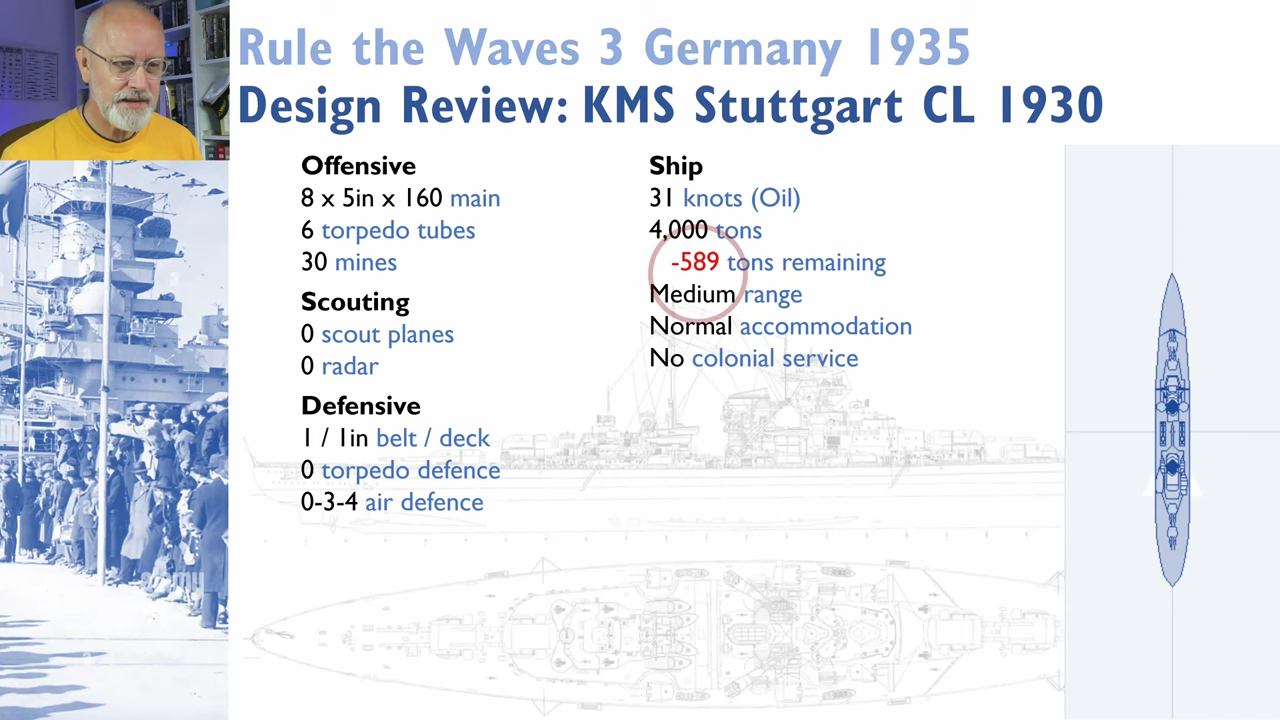 Rule the Waves 3 Germany 1935
Design Review: KMS Stuttgart CL 1930
Offensive
8 x 5in x 160 main
6 torpedo tubes
30 mines
Scouting
0 scout planes
0 radar
Defensive
1 / 1in belt / deck
0 torpedo defence
0-3-4 air defence
Ship
31 knots (Oil)
4,000 tons
-589 tons remaining
Medium range
Normal accommodation
No colonial service